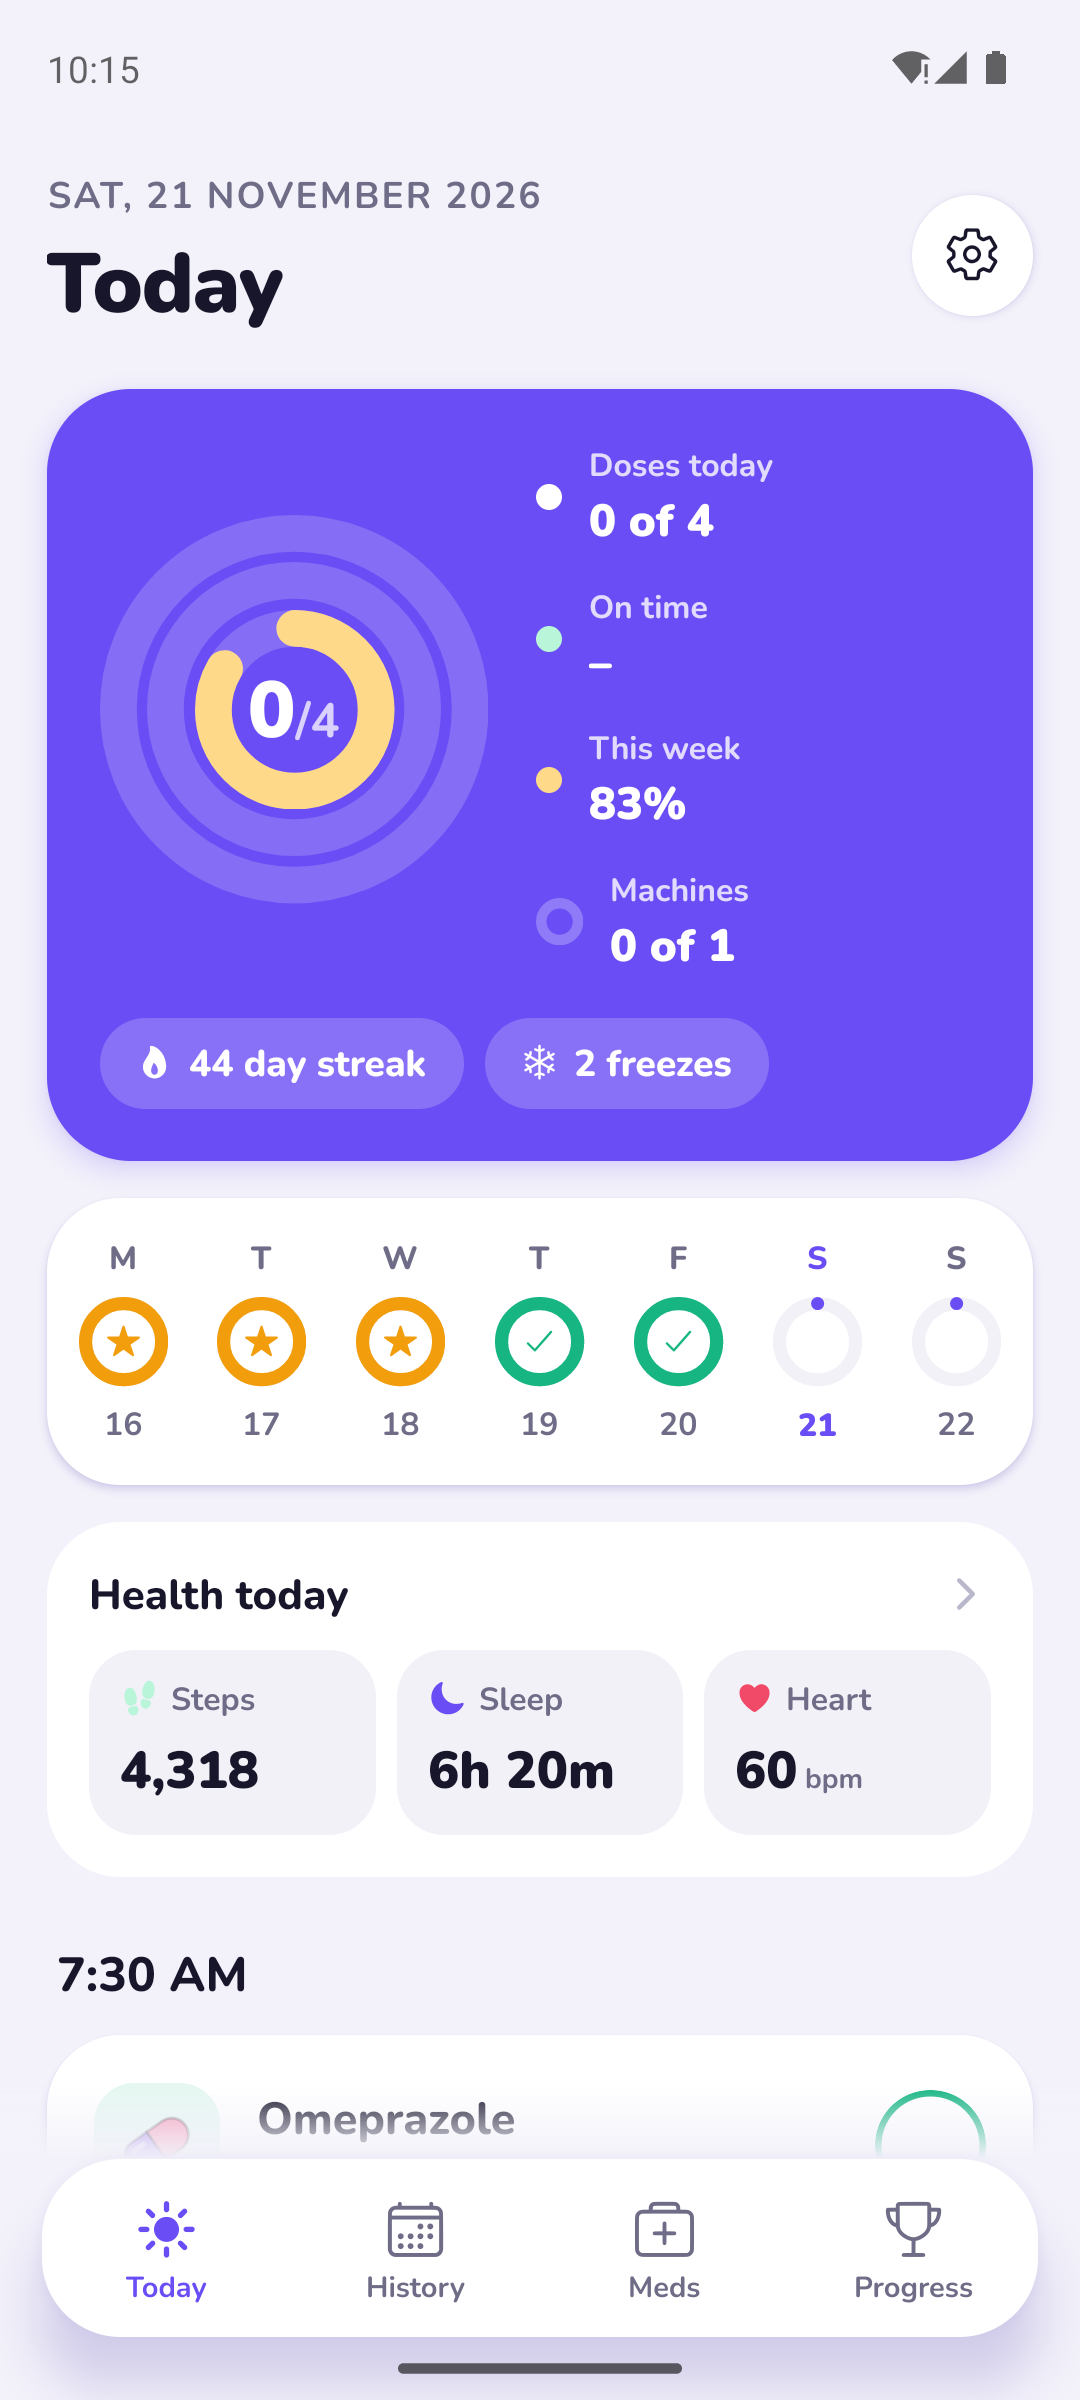 10:15
SAT, 21 NOVEMBER 2026
Today
Doses today
0 of 4
On time
–
0/4
This week
83%
Machines
0 of 1
44 day streak
2 freezes
M T W T F S S
16 17 18 19 20 21 22
Health today
Steps
4,318
Sleep
6h 20m
Heart
60 bpm
7:30 AM
Omeprazole
Today
History
Meds
Progress